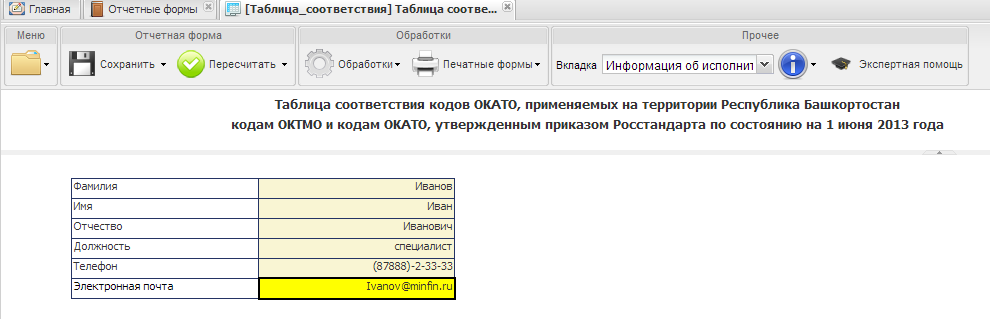 Главная Отчетные формы [Таблица_соответствия] Таблица соотве...
Меню Отчетная форма Обработки Прочее
Сохранить Пересчитать Обработки Печатные формы Вкладка Информация об исполнит Экспертная помощь
Таблица соответствия кодов ОКАТО, применяемых на территории Республика Башкортостан
кодам ОКТМО и кодам ОКАТО, утвержденным приказом Росстандарта по состоянию на 1 июня 2013 года
Фамилия Иванов
Имя Иван
Отчество Иванович
Должность специалист
Телефон (87888)-2-33-33
Электронная почта Ivanov@minfin.ru